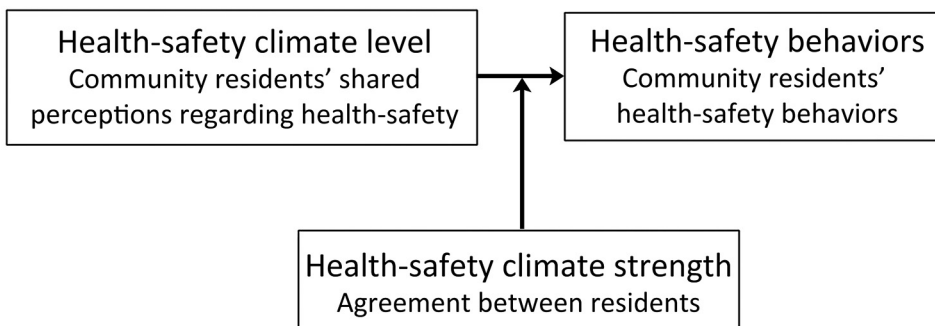 Health-safety climate level
Community residents’ shared
perceptions regarding health-safety
Health-safety behaviors
Community residents’
health-safety behaviors
Health-safety climate strength
Agreement between residents